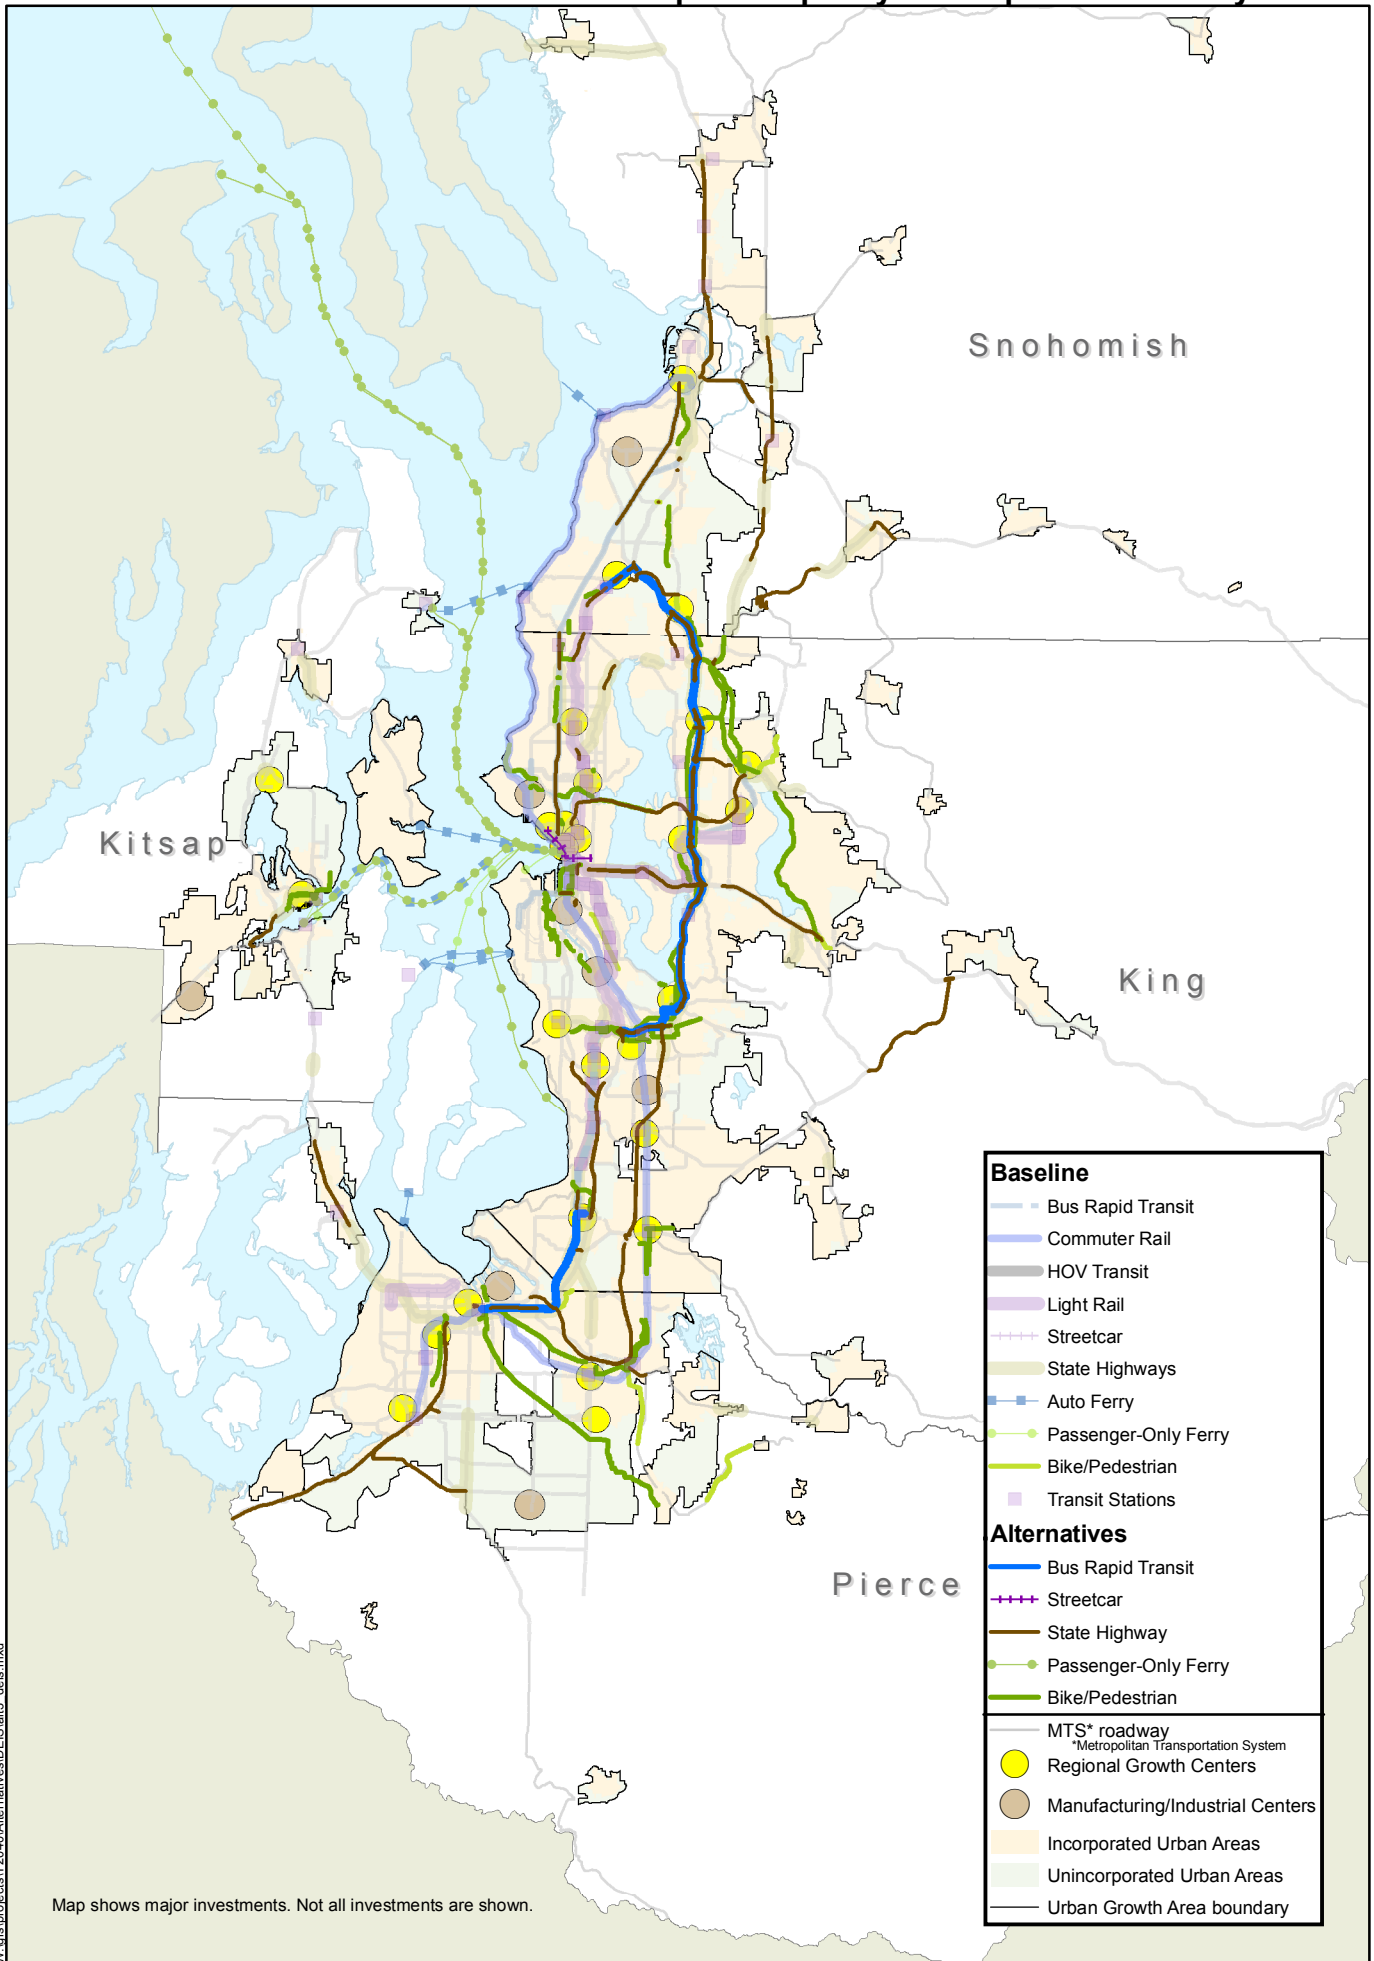 Snohomish
Kitsap
King
Pierce
Baseline
Bus Rapid Transit
Commuter Rail
HOV Transit
Light Rail
Streetcar
State Highways
Auto Ferry
Passenger-Only Ferry
Bike/Pedestrian
Transit Stations
Alternatives
Bus Rapid Transit
Streetcar
State Highway
Passenger-Only Ferry
Bike/Pedestrian
MTS* roadway
*Metropolitan Transportation System
Regional Growth Centers
Manufacturing/Industrial Centers
Incorporated Urban Areas
Unincorporated Urban Areas
Urban Growth Area boundary
Map shows major investments. Not all investments are shown.